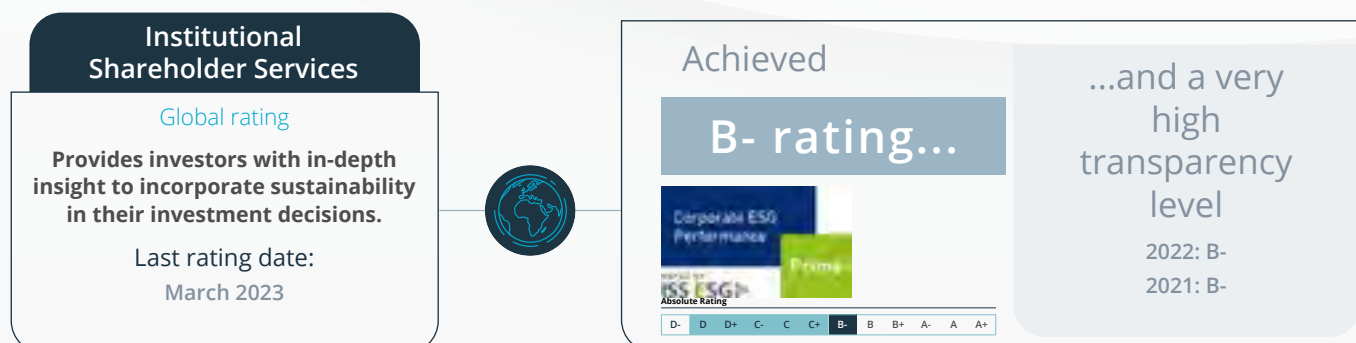 Institutional
Shareholder Services
Global rating
Provides investors with in-depth
insight to incorporate sustainability
in their investment decisions.
Last rating date:
March 2023
Achieved
B- rating...
Corporate ESG
Performance
Prime
ISS ESG
Absolute Rating
D- D D+ C- C C+ B- B B+ A- A A+
...and a very
high
transparency
level
2022: B-
2021: B-